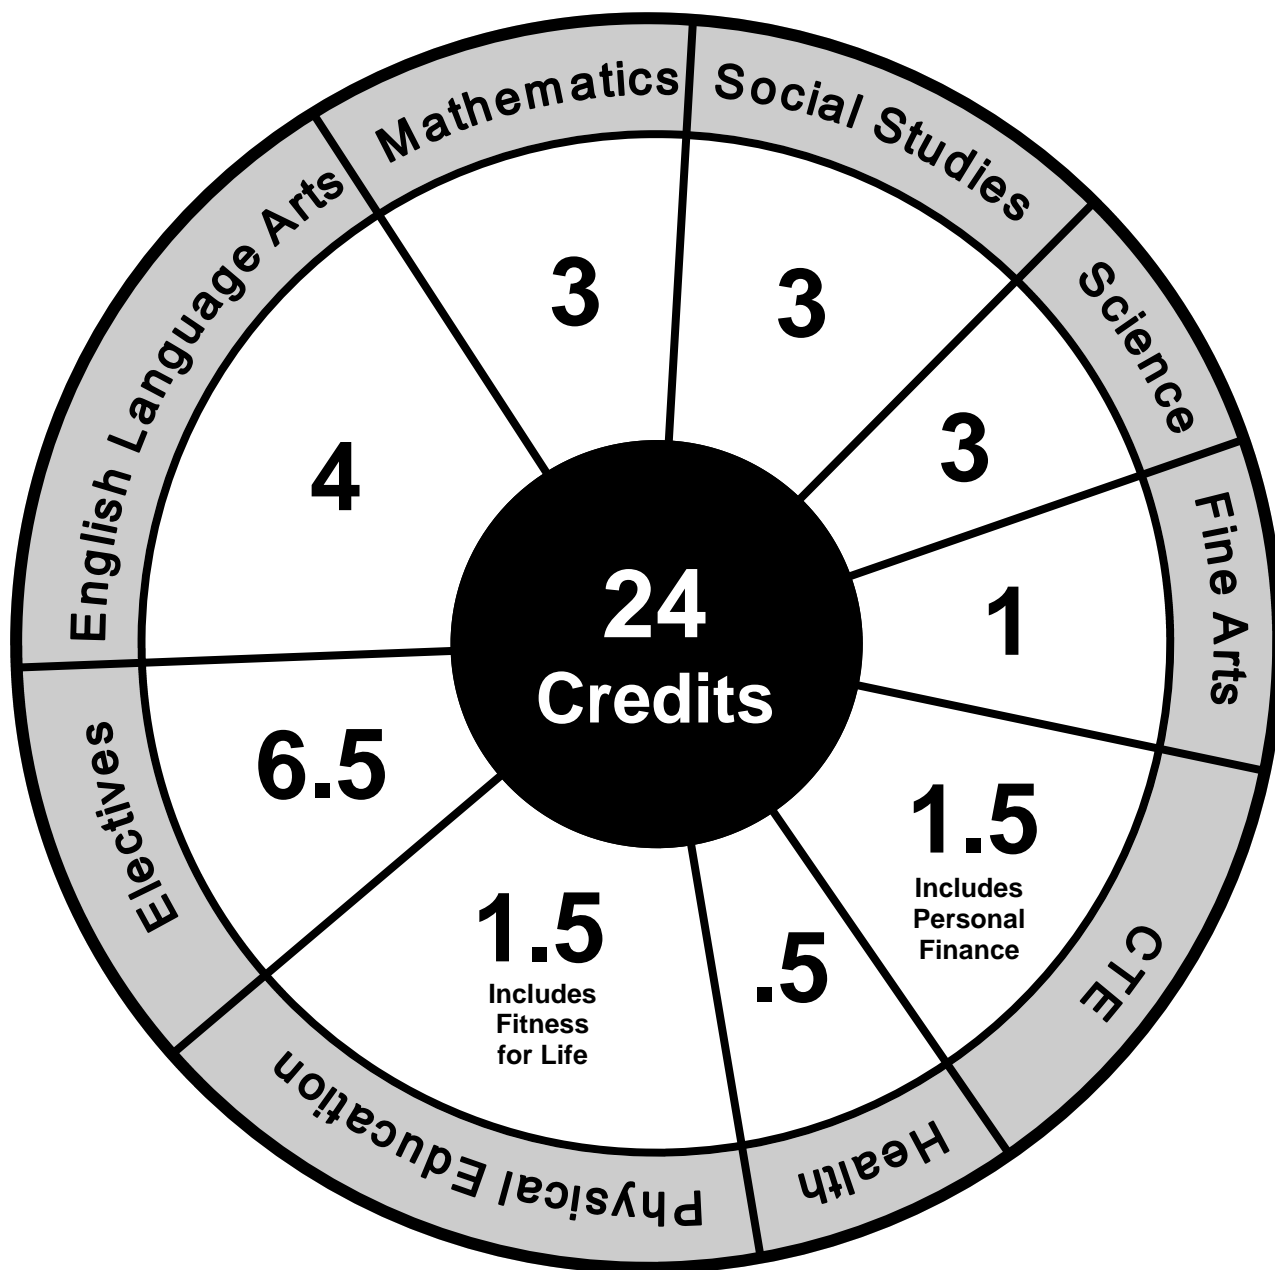 Mathematics
3
Social Studies
3
Science
3
Fine Arts
1
CTE
1.5
Includes
Personal
Finance
Health
.5
Physical Education
1.5
Includes
Fitness
for Life
Electives
6.5
English Language Arts
4
24
Credits